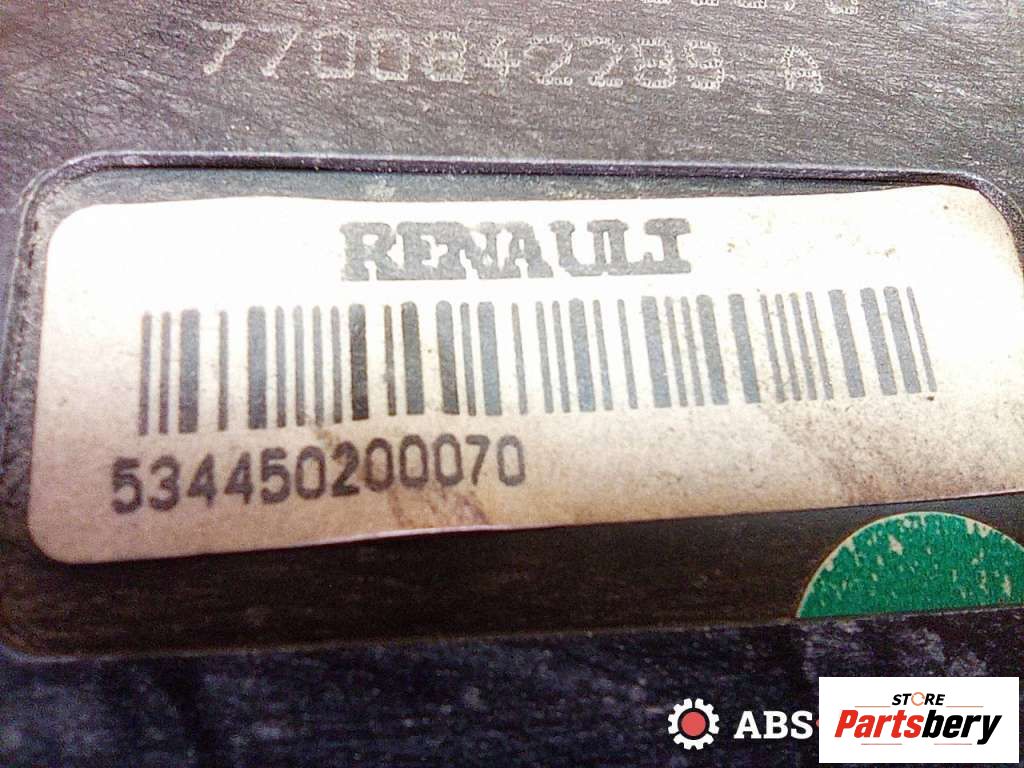 7700842289 A
RENAULT
534450200070
ABS
STORE
Partsbery